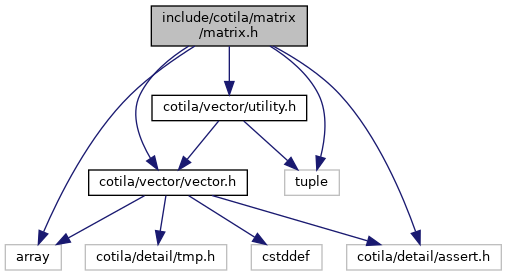 include/cotila/matrix
/matrix.h
cotila/vector/utility.h
cotila/vector/vector.h
tuple
array
cotila/detail/tmp.h
cstddef
cotila/detail/assert.h